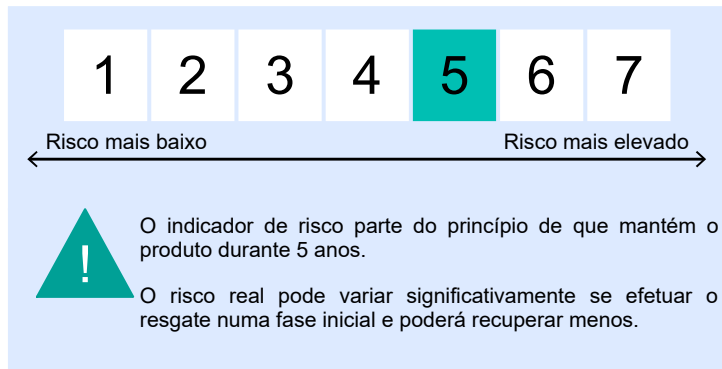 1 2 3 4 5 6 7
Risco mais baixo Risco mais elevado
! O indicador de risco parte do princípio de que mantém o
produto durante 5 anos.
O risco real pode variar significativamente se efetuar o
resgate numa fase inicial e poderá recuperar menos.